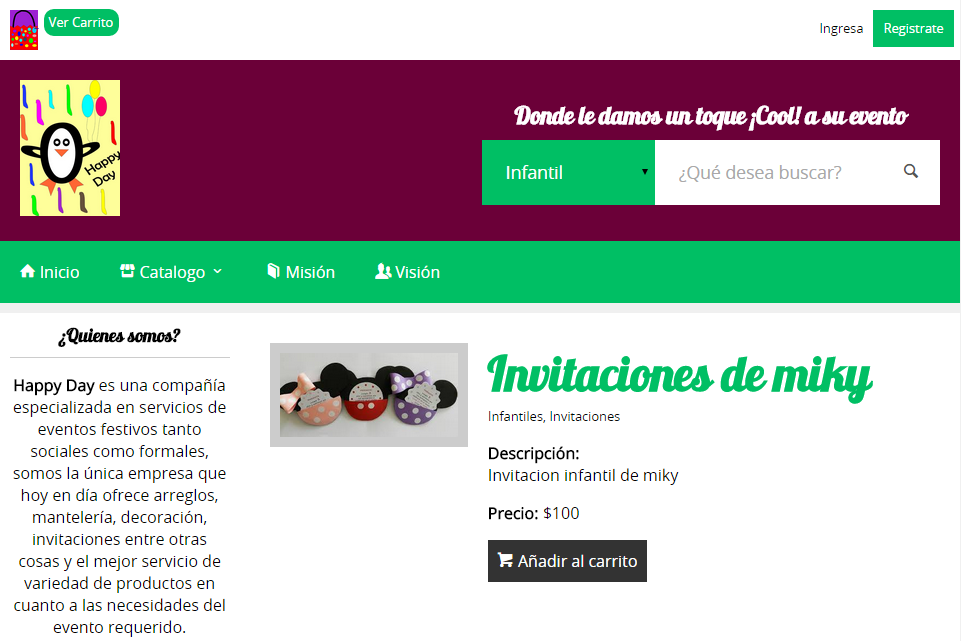 Ver Carrito
Ingresa
Registrate
Happy
Day
Donde le damos un toque ¡Cool! a su evento
Infantil
¿Qué desea buscar?
Inicio
Catalogo
Misión
Visión
¿Quienes somos?
Happy Day es una compañía
especializada en servicios de
eventos festivos tanto
sociales como formales,
somos la única empresa que
hoy en día ofrece arreglos,
mantelería, decoración,
invitaciones entre otras
cosas y el mejor servicio de
variedad de productos en
cuanto a las necesidades del
evento requerido.
Invitaciones de miky
Infantiles, Invitaciones
Descripción:
Invitacion infantil de miky
Precio: $100
Añadir al carrito